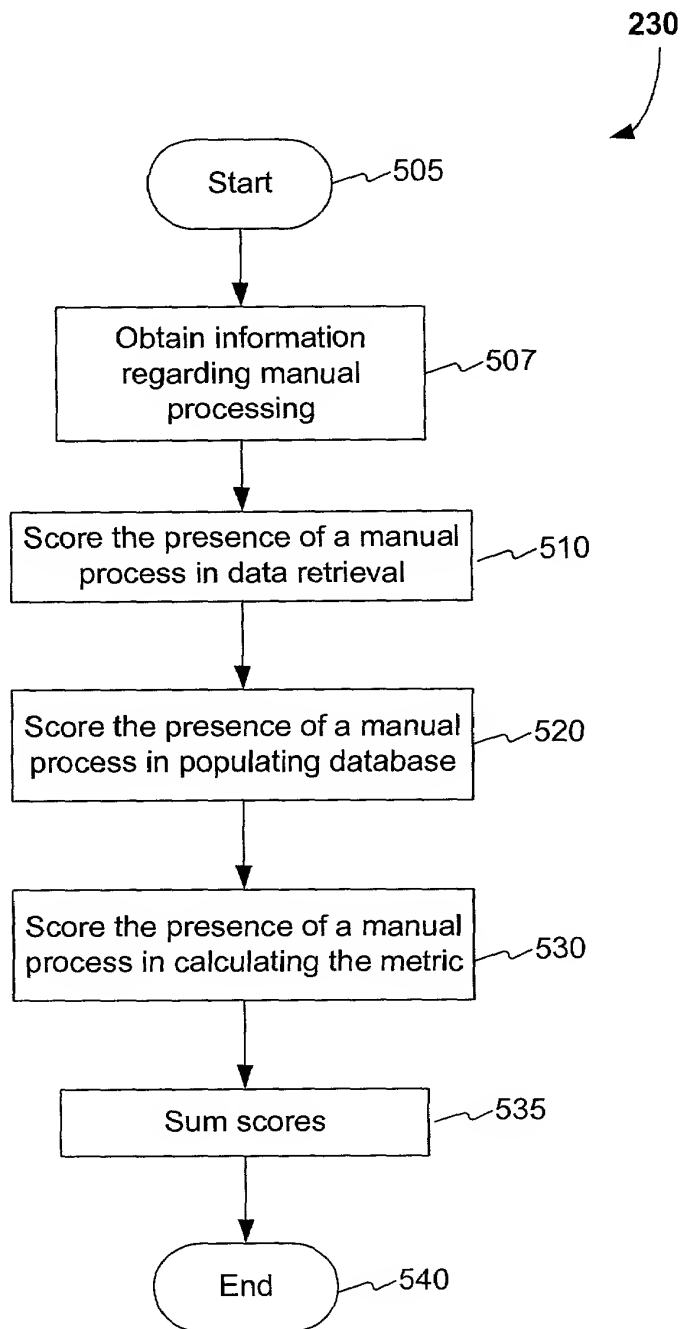 230
Start
505
Obtain information
regarding manual
processing
507
Score the presence of a manual
process in data retrieval
510
Score the presence of a manual
process in populating database
520
Score the presence of a manual
process in calculating the metric
530
Sum scores
535
End
540